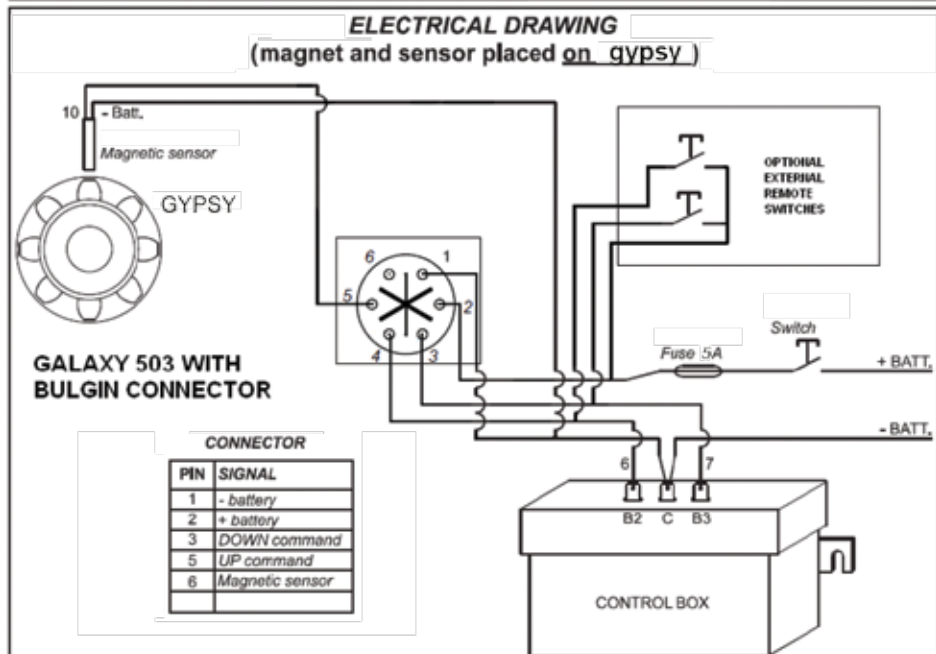 ELECTRICAL DRAWING
(magnet and sensor placed on gypsy )
10
- Batt.
Magnetic sensor
GYPSY
OPTIONAL
EXTERNAL
REMOTE
SWITCHES
6
1
5
2
4
3
Switch
Fuse 5A
+ BATT.
GALAXY 503 WITH
BULGIN CONNECTOR
- BATT.
CONNECTOR
PIN SIGNAL
1 - battery
2 + battery
3 DOWN command
5 UP command
6 Magnetic sensor
6
7
B2 C B3
CONTROL BOX